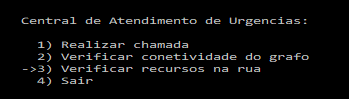 Central de Atendimento de Urgencias:
1) Realizar chamada
2) Verificar conetividade do grafo
->3) Verificar recursos na rua
4) Sair